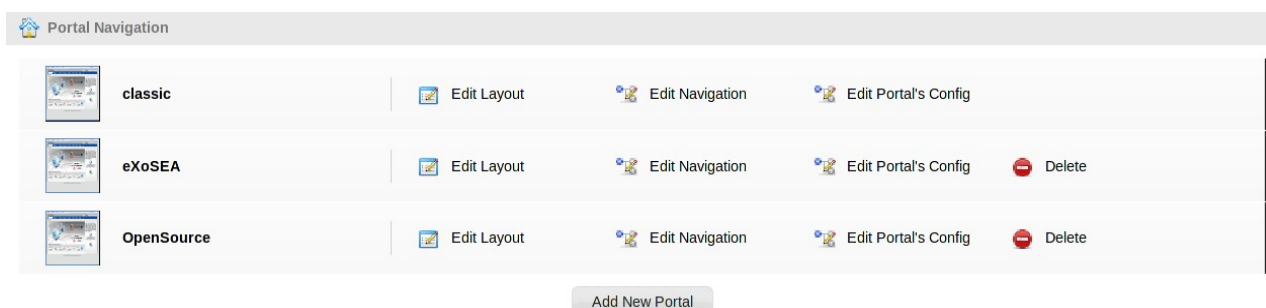 Portal Navigation
classic Edit Layout Edit Navigation Edit Portal's Config
eXoSEA Edit Layout Edit Navigation Edit Portal's Config Delete
OpenSource Edit Layout Edit Navigation Edit Portal's Config Delete
Add New Portal